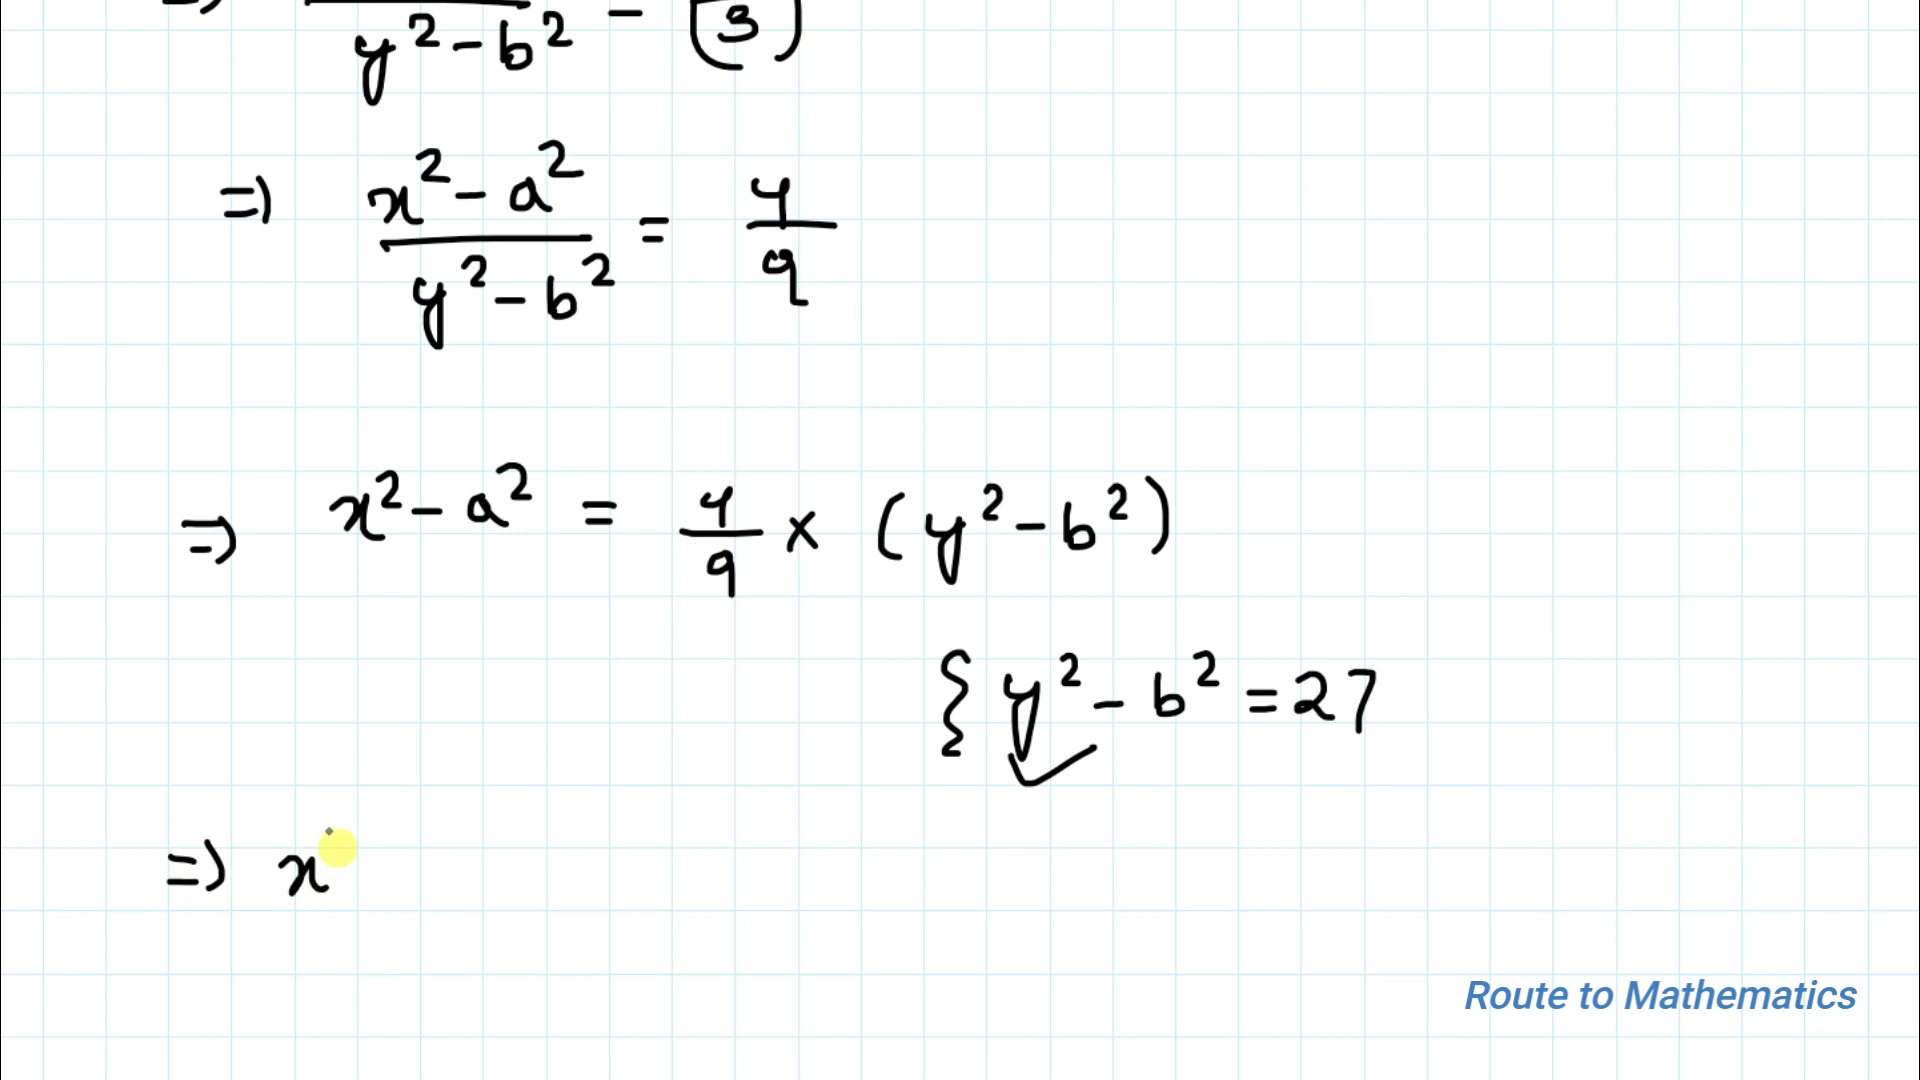 y² - b²   3
=> x² - a² / y² - b² = 4 / 9
=> x² - a² = 4 / 9 × (y² - b²)
{ y² - b² = 27
=> x
Route to Mathematics